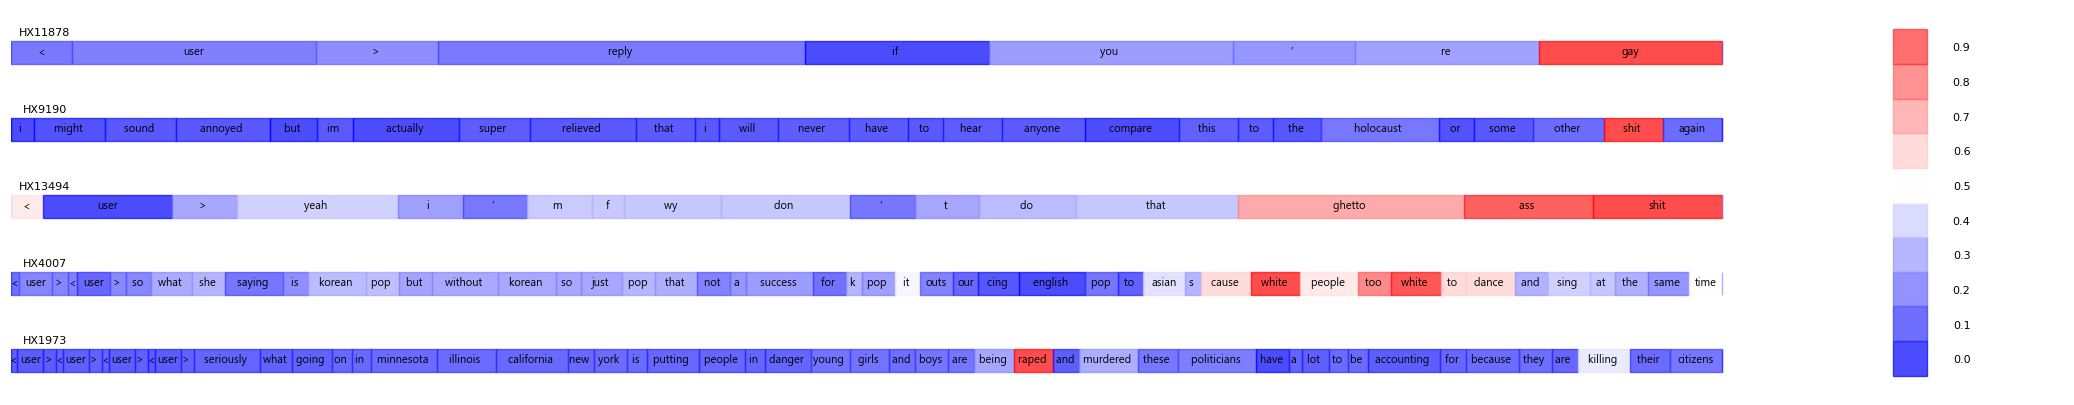 HX11878
< user > reply if you ' re gay
HX9190
i might sound annoyed but im actually super relieved that i will never have to hear anyone compare this to the holocaust or some other shit again
HX13494
< user > yeah i ' m f wy don ' t do that ghetto ass shit
HX4007
< user > < user > so what she saying is korean pop but without korean so just pop that not a success for k pop it outs our cing english pop to asian s cause white people too white to dance and sing at the same time
HX1973
< user > < user > < user > < user > seriously what going on in minnesota illinois california new york is putting people in danger young girls and boys are being raped and murdered these politicians have a lot to be accounting for because they are killing their citizens
0.9
0.8
0.7
0.6
0.5
0.4
0.3
0.2
0.1
0.0